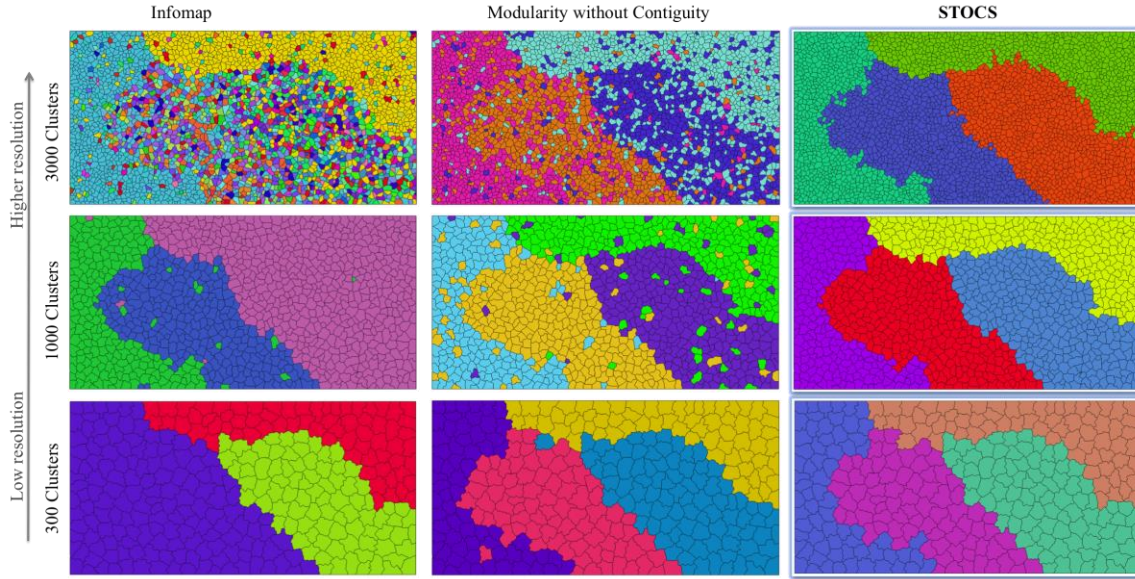 Infomap
Modularity without Contiguity
STOCS
Higher resolution
3000 Clusters
1000 Clusters
Low resolution
300 Clusters